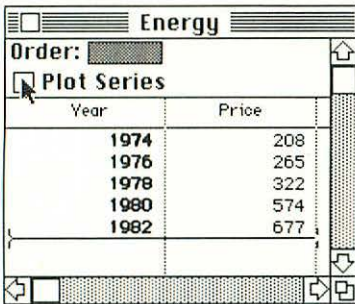 Energy
Order:
Plot Series
Year Price
1974 208
1976 265
1978 322
1980 574
1982 677